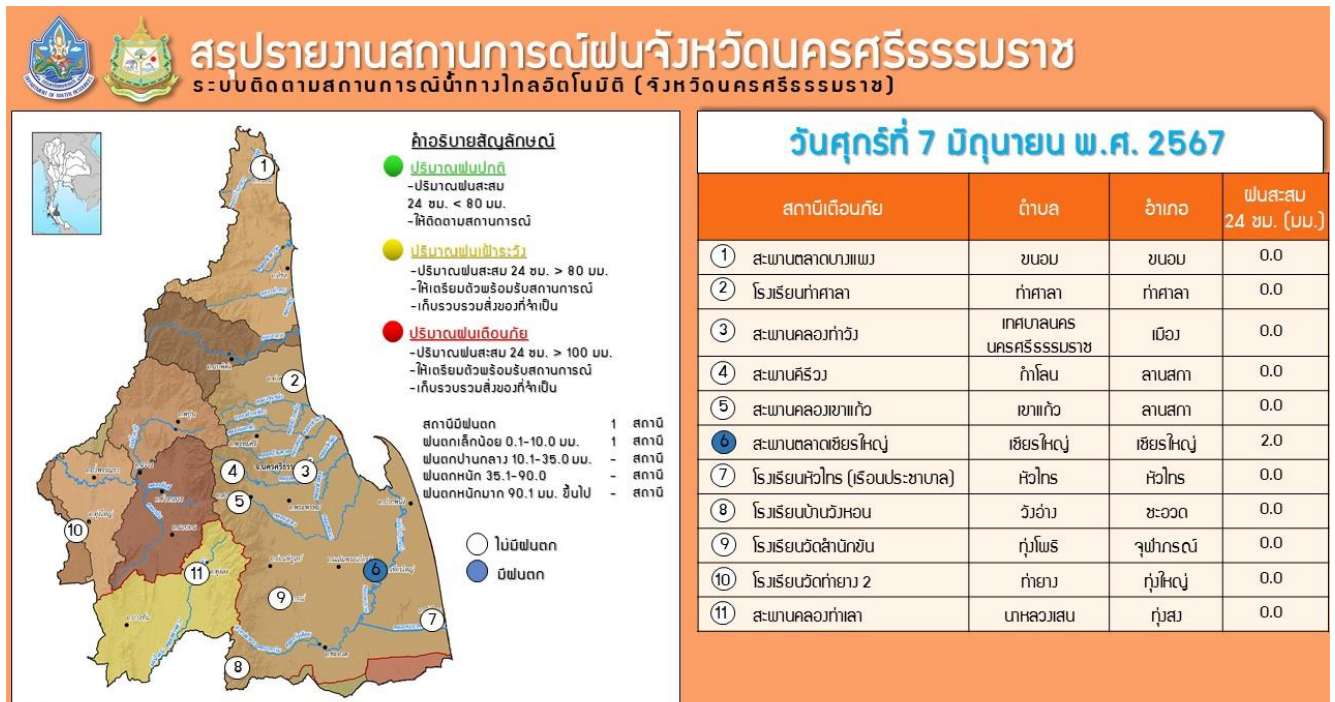 สรุปรายงานสถานการณ์ฝนจังหวัดนครศรีธรรมราช
ระบบติดตามสถานการณ์น้ำทางไกลอัตโนมัติ (จังหวัดนครศรีธรรมราช)
คำอธิบายสัญลักษณ์
ปริมาณฝนปกติ
-ปริมาณฝนสะสม
24 ชม. < 80 มม.
-ให้ติดตามสถานการณ์
ปริมาณฝนเฝ้าระวัง
-ปริมาณฝนสะสม 24 ชม. > 80 มม.
-ให้เตรียมตัวพร้อมรับสถานการณ์
-เก็บรวบรวมสิ่งของที่จำเป็น
ปริมาณฝนเตือนภัย
-ปริมาณฝนสะสม 24 ชม. > 100 มม.
-ให้เตรียมตัวพร้อมรับสถานการณ์
-เก็บรวบรวมสิ่งของที่จำเป็น
สถานีมีฝนตก 1 สถานี
ฝนตกเล็กน้อย 0.1-10.0 มม. 1 สถานี
ฝนตกปานกลาง 10.1-35.0 มม. - สถานี
ฝนตกหนัก 35.1-90.0 - สถานี
ฝนตกหนักมาก 90.1 มม. ขึ้นไป - สถานี
ไม่มีฝนตก
มีฝนตก
1
2
3
4
5
6
7
8
9
10
11
วันศุกร์ที่ 7 มิถุนายน พ.ศ. 2567
สถานีเตือนภัย ตำบล อำเภอ ฝนสะสม
24 ชม. (มม.)
1 สะพานตลาดบางแพง ขนอม ขนอม 0.0
2 โรงเรียนท่าศาลา ท่าศาลา ท่าศาลา 0.0
3 สะพานคลองท่าวัง เทศบาลนคร
นครศรีธรรมราช เมือง 0.0
4 สะพานคีรีวง กำโลน ลานสกา 0.0
5 สะพานคลองเขาแก้ว เขาแก้ว ลานสกา 0.0
6 สะพานตลาดเชียรใหญ่ เชียรใหญ่ เชียรใหญ่ 2.0
7 โรงเรียนหัวไทร (เรือนประชาบาล) หัวไทร หัวไทร 0.0
8 โรงเรียนบ้านวังหอน วังอ่าง ชะอวด 0.0
9 โรงเรียนวัดสำนักขัน ทุ่งโพธิ จุฬาภรณ์ 0.0
10 โรงเรียนวัดท่ายาง 2 ท่ายาง ทุ่งใหญ่ 0.0
11 สะพานคลองท่าเลา นาหลวงเสน ทุ่งสง 0.0